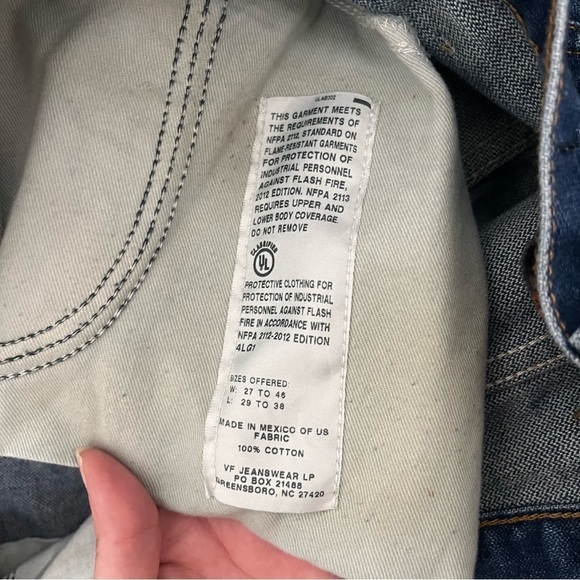 THIS GARMENT MEETS
THE REQUIREMENTS OF
NFPA 2112, STANDARD ON
FLAME-RESISTANT GARMENTS
FOR PROTECTION OF
INDUSTRIAL PERSONNEL
AGAINST FLASH FIRE,
2012 EDITION. NFPA 2113
REQUIRES UPPER AND
LOWER BODY COVERAGE.
DO NOT REMOVE
CLASSIFIED
UL
PROTECTIVE CLOTHING FOR
PROTECTION OF INDUSTRIAL
PERSONNEL AGAINST FLASH
FIRE IN ACCORDANCE WITH
NFPA 2112-2012 EDITION
4LG1
SIZES OFFERED:
W: 27 TO 46
L: 29 TO 38
MADE IN MEXICO OF US
FABRIC
100% COTTON
VF JEANSWEAR LP
PO BOX 21488
GREENSBORO, NC 27420